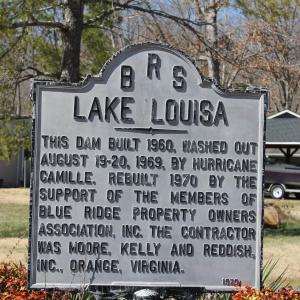 BRS
LAKE LOUISA
THIS DAM BUILT 1960, WASHED OUT
AUGUST 19-20, 1969, BY HURRICANE
CAMILLE. REBUILT 1970 BY THE
SUPPORT OF THE MEMBERS OF
BLUE RIDGE PROPERTY OWNERS
ASSOCIATION, INC. THE CONTRACTOR
WAS MOORE, KELLY AND REDDISH,
INC., ORANGE, VIRGINIA.
1970